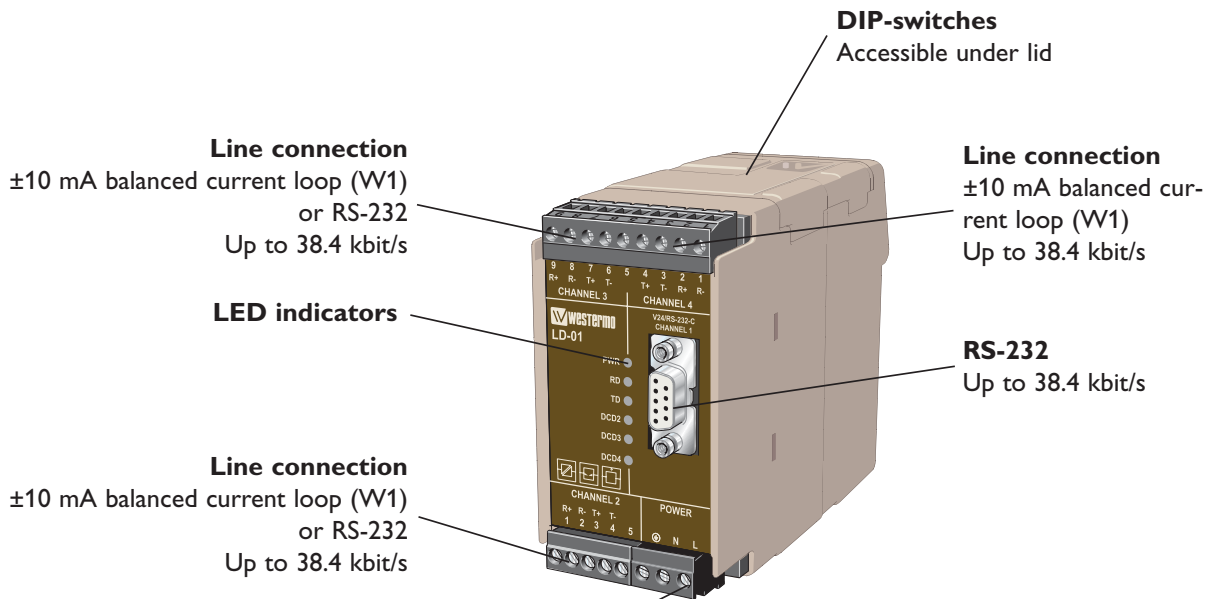 DIP-switches
Accessible under lid
Line connection
±10 mA balanced current loop (W1)
or RS-232
Up to 38.4 kbit/s
Line connection
±10 mA balanced cur-
rent loop (W1)
Up to 38.4 kbit/s
LED indicators
RS-232
Up to 38.4 kbit/s
Line connection
±10 mA balanced current loop (W1)
or RS-232
Up to 38.4 kbit/s
9 8 7 6 5 4 3 2 1
R+ R- T+ T- T+ T- R+ R-
CHANNEL 3 CHANNEL 4
westermo
LD-01
V24/RS-232-C
CHANNEL 1
PWR
RD
TD
DCD2
DCD3
DCD4
CHANNEL 2
R+ R- T+ T-
1 2 3 4 5
POWER
N L